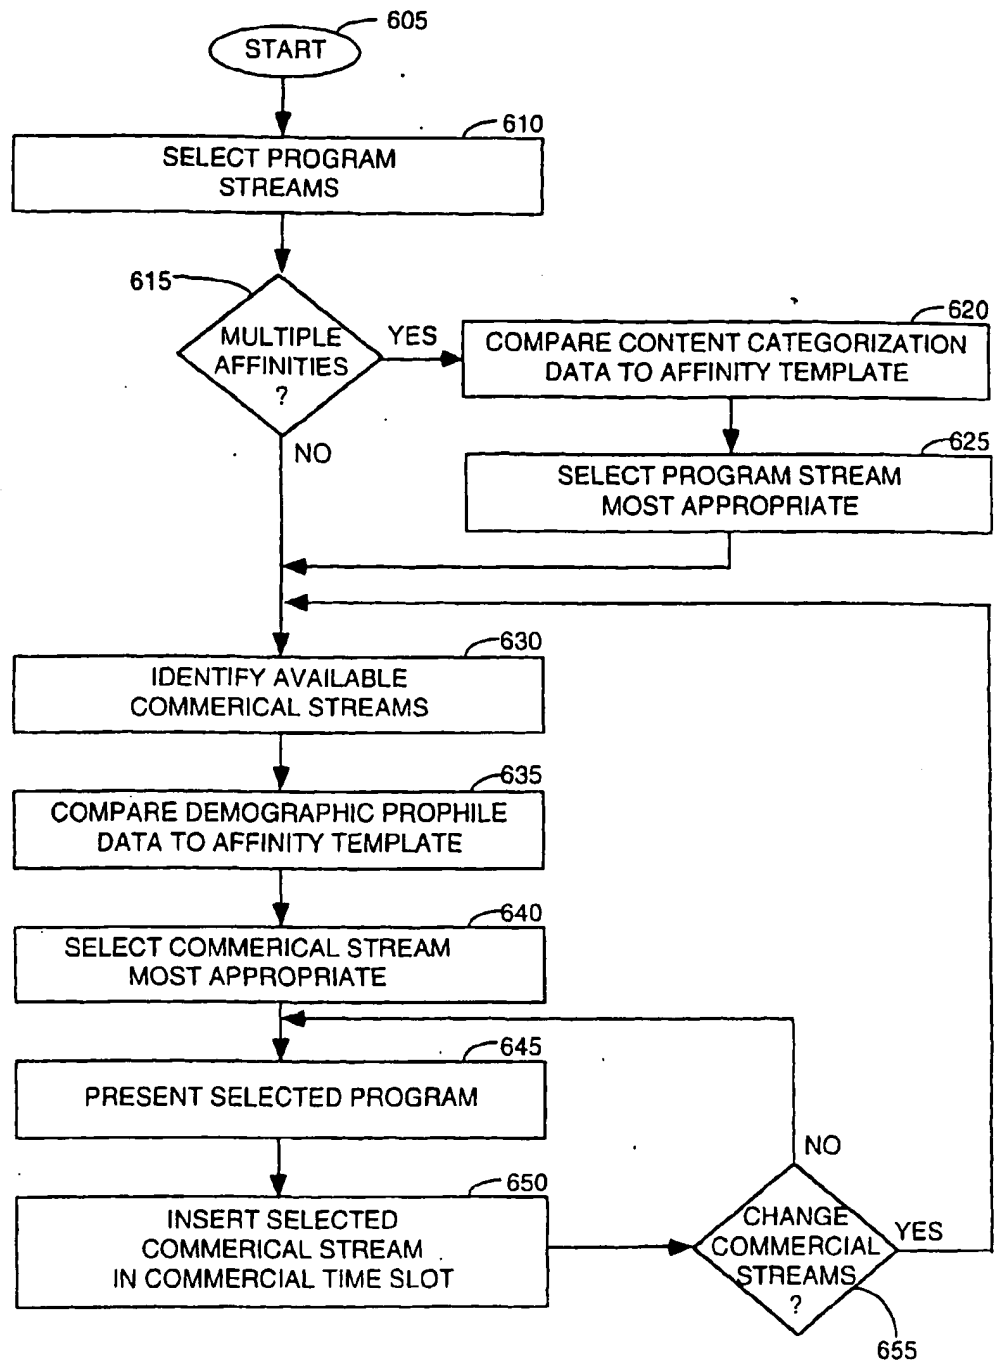 605
START
610
SELECT PROGRAM
STREAMS
615
MULTIPLE
AFFINITIES
?
YES
NO
620
COMPARE CONTENT CATEGORIZATION
DATA TO AFFINITY TEMPLATE
625
SELECT PROGRAM STREAM
MOST APPROPRIATE
630
IDENTIFY AVAILABLE
COMMERICAL STREAMS
635
COMPARE DEMOGRAPHIC PROPHILE
DATA TO AFFINITY TEMPLATE
640
SELECT COMMERICAL STREAM
MOST APPROPRIATE
645
PRESENT SELECTED PROGRAM
650
INSERT SELECTED
COMMERICAL STREAM
IN COMMERCIAL TIME SLOT
NO
CHANGE
COMMERCIAL
STREAMS
?
YES
655